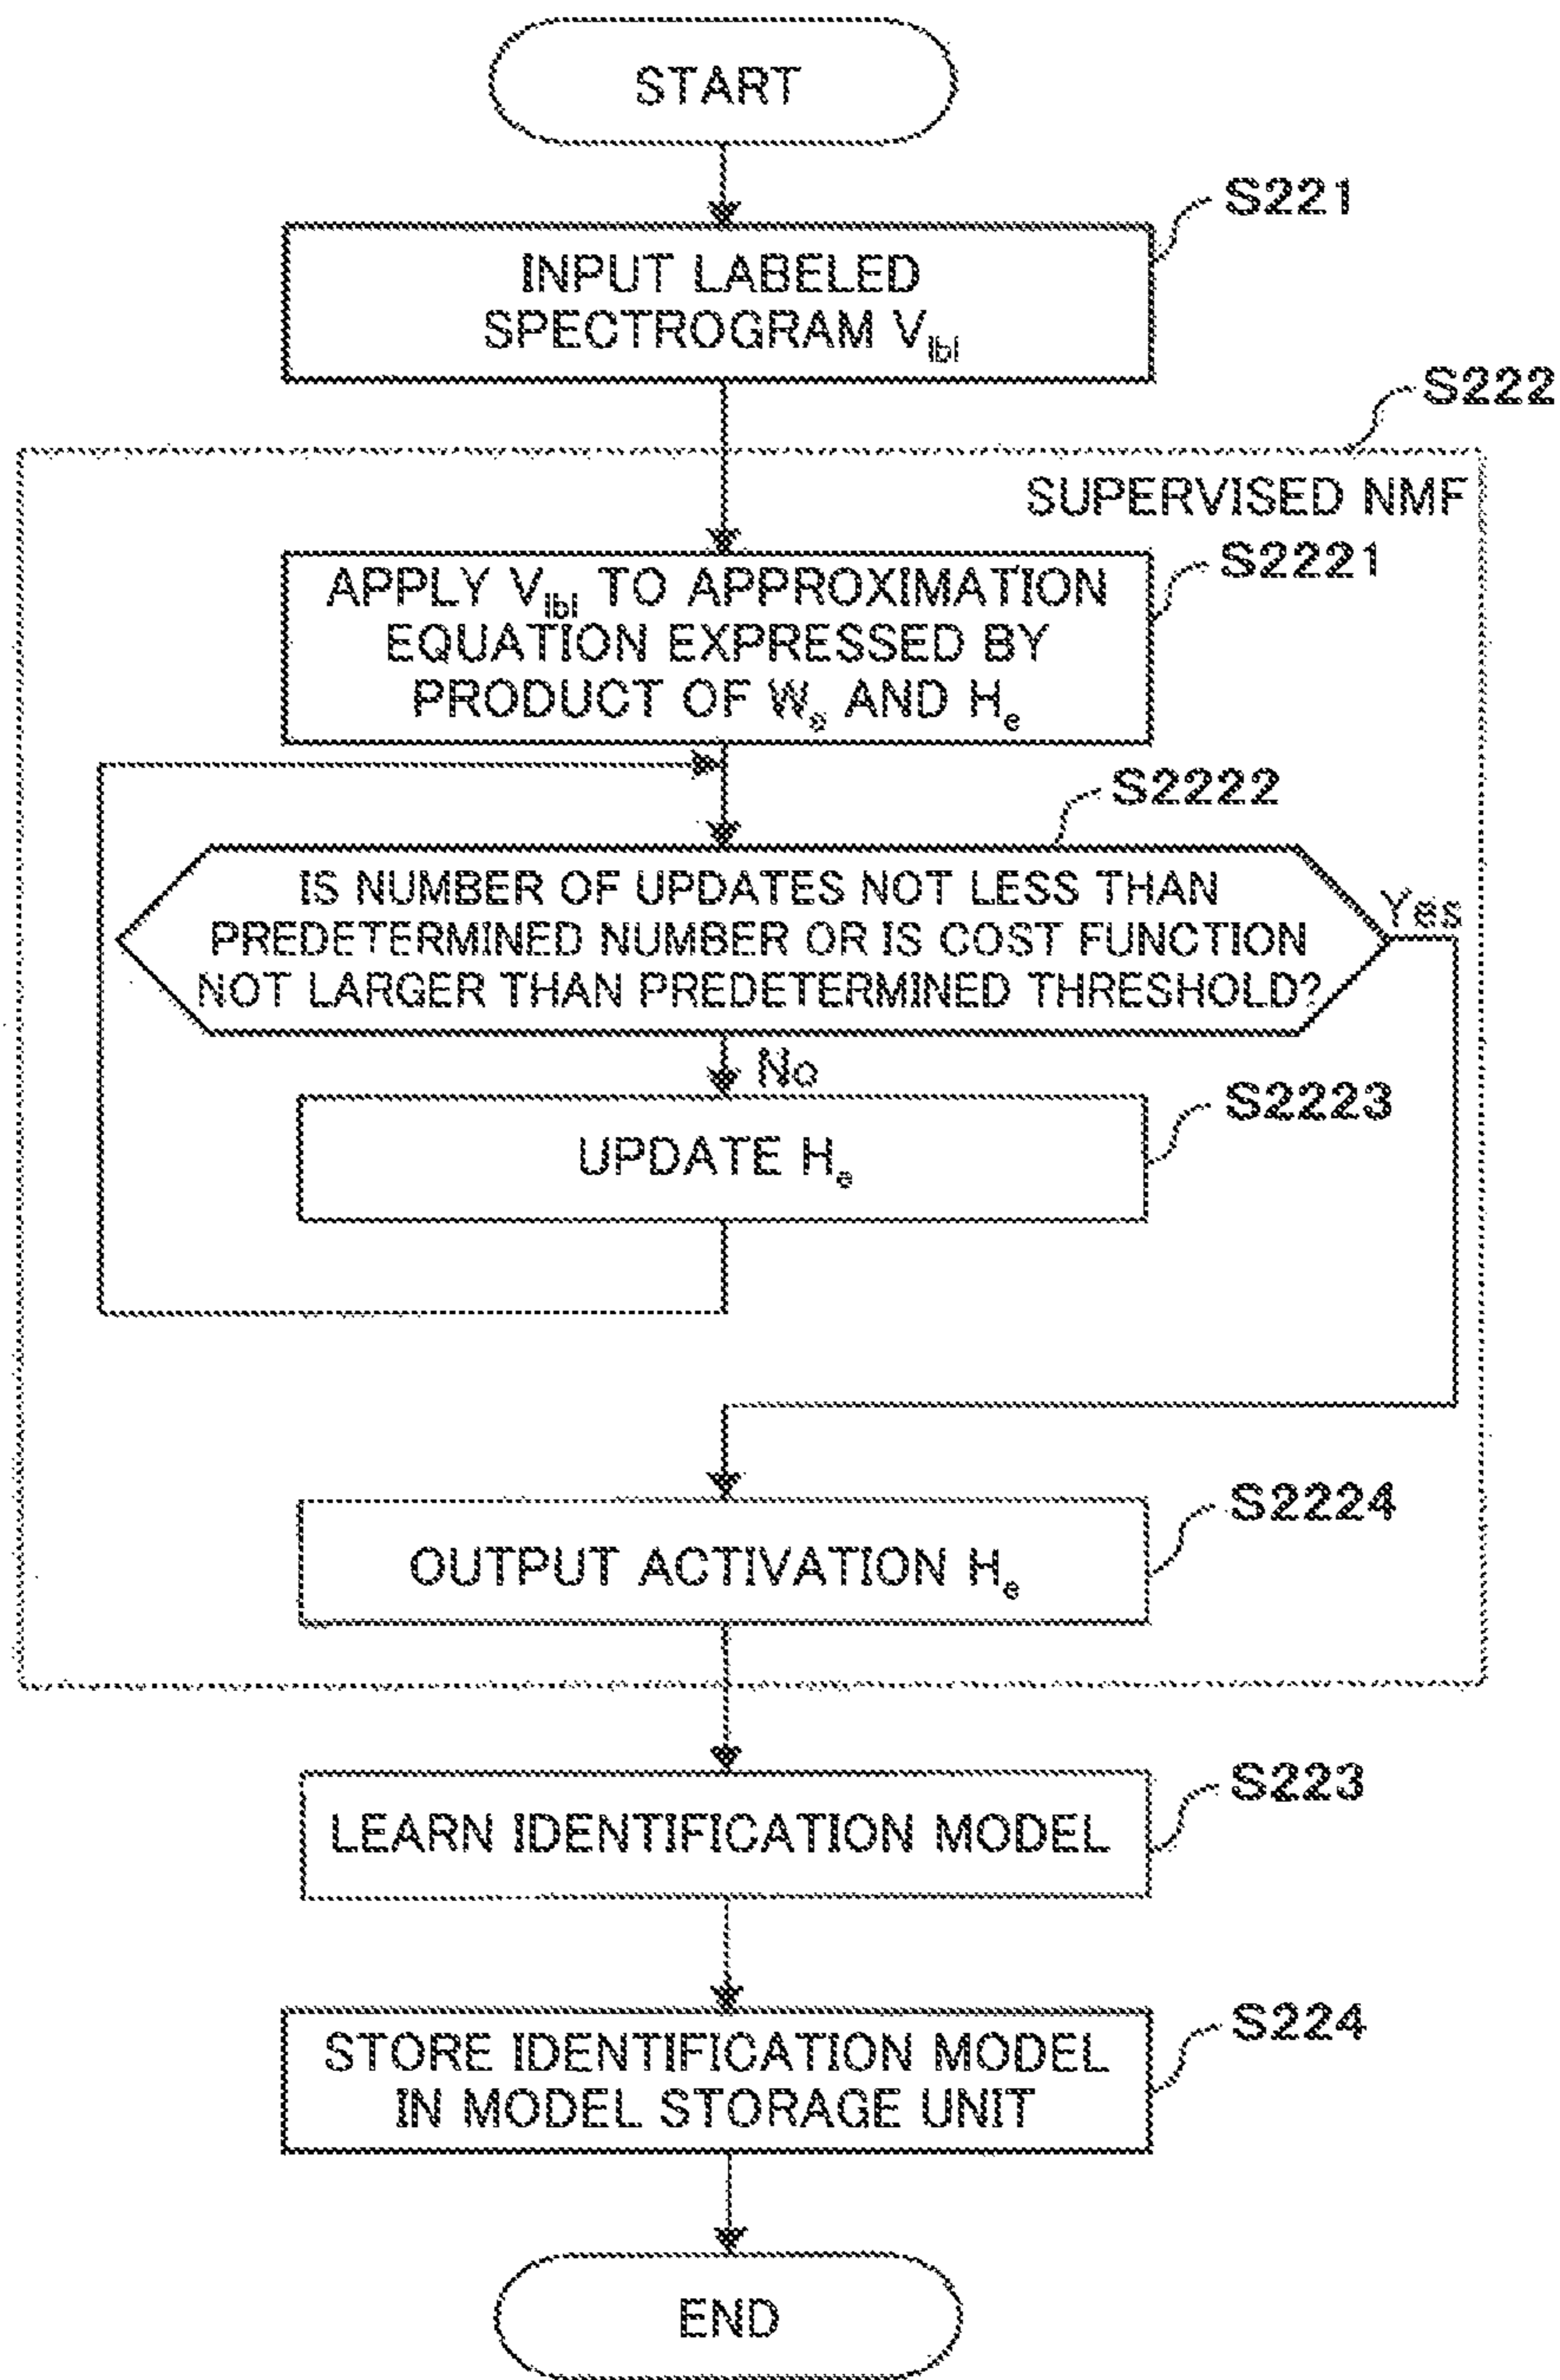 START
S221
INPUT LABELED
SPECTROGRAM Vlbl
S222
SUPERVISED NMF
S2221
APPLY Vlbl TO APPROXIMATION
EQUATION EXPRESSED BY
PRODUCT OF We AND He
S2222
IS NUMBER OF UPDATES NOT LESS THAN
PREDETERMINED NUMBER OR IS COST FUNCTION
NOT LARGER THAN PREDETERMINED THRESHOLD?
Yes
No
S2223
UPDATE He
S2224
OUTPUT ACTIVATION He
S223
LEARN IDENTIFICATION MODEL
S224
STORE IDENTIFICATION MODEL
IN MODEL STORAGE UNIT
END